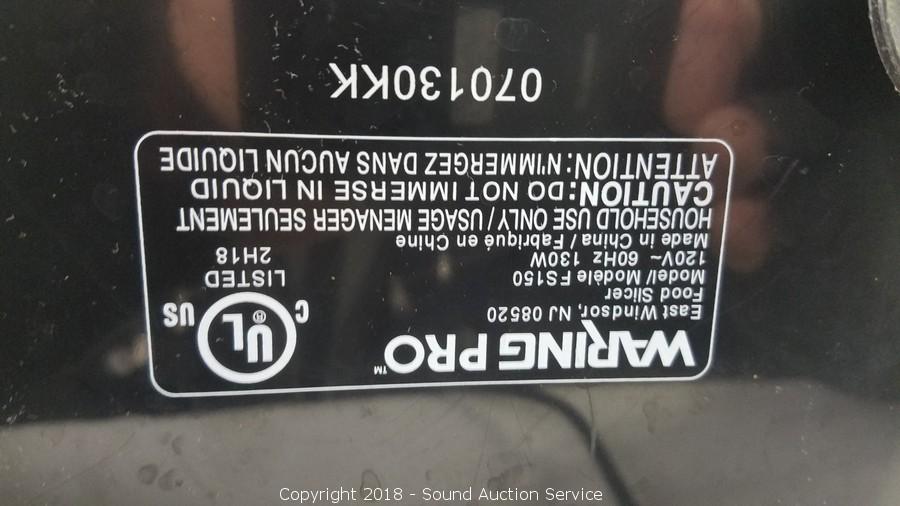 WARING PRO™
East Windsor, NJ 08520
Food Slicer
Model/ Modèle FS150
120V~ 60Hz 130W
Made in China / Fabriqué en Chine
C UL ® US
LISTED
2H18
HOUSEHOLD USE ONLY / USAGE MENAGER SEULEMENT
CAUTION: DO NOT IMMERSE IN LIQUID
ATTENTION: N'IMMERGEZ DANS AUCUN LIQUIDE
070130KK
Copyright 2018 - Sound Auction Service